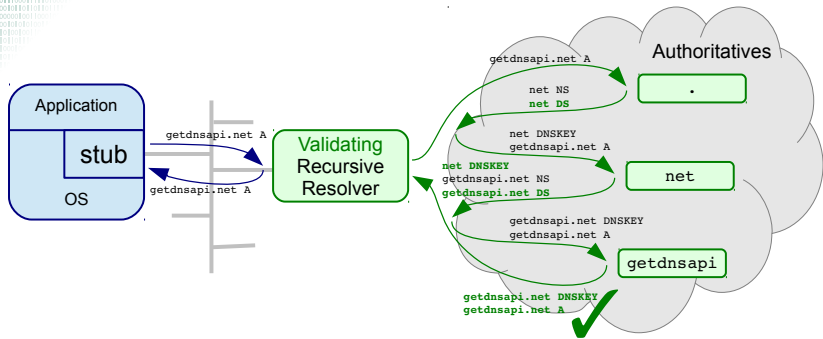 Application
stub
OS
getdnsapi.net A
getdnsapi.net A
Validating
Recursive
Resolver
Authoritatives
getdnsapi.net A
.
net NS
net DS
net DNSKEY
getdnsapi.net A
net DNSKEY
getdnsapi.net NS
getdnsapi.net DS
net
getdnsapi.net DNSKEY
getdnsapi.net A
getdnsapi
getdnsapi.net DNSKEY
getdnsapi.net A